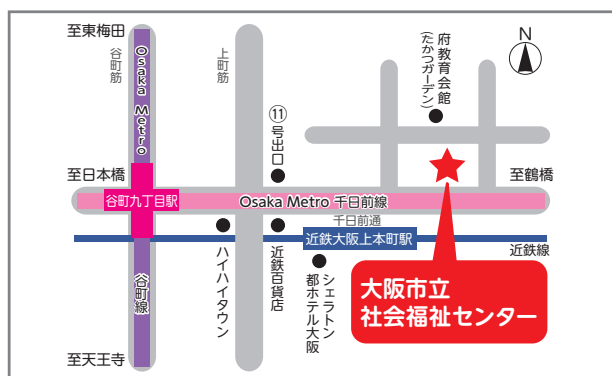 至東梅田
谷町筋
Osaka Metro
上町筋
⑪号出口
府教育会館
(たかつガーデン)
N
至日本橋
至鶴橋
谷町九丁目駅
Osaka Metro 千日前線
千日前通
近鉄大阪上本町駅
近鉄線
谷町線
ハイハイタウン
近鉄百貨店
シェラトン
都ホテル大阪
大阪市立
社会福祉センター
至天王寺